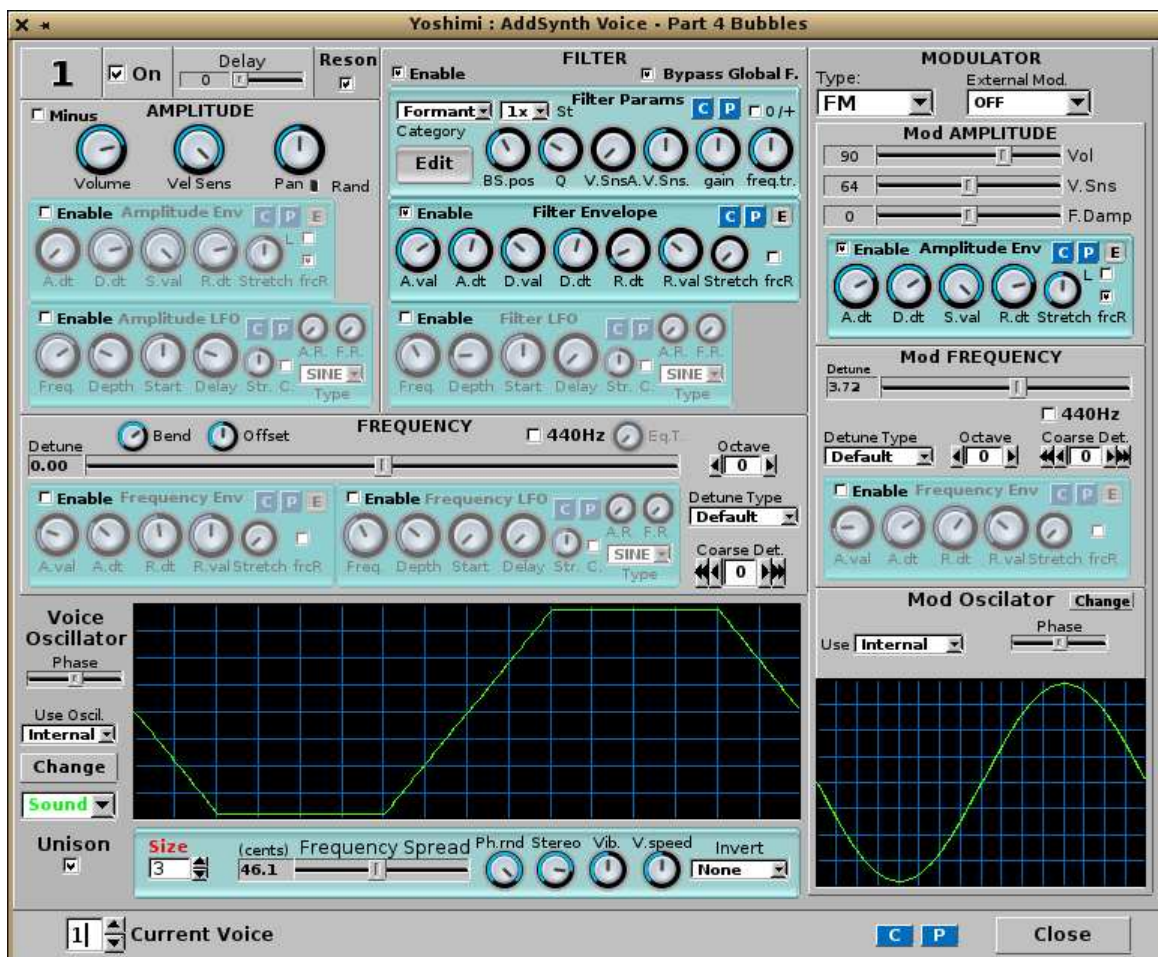 Yoshimi : AddSynth Voice - Part 4 Bubbles
1
On
Delay
0
Reson
Minus
AMPLITUDE
Volume Vel Sens Pan Rand
Enable Amplitude Env C P E
L
A.dt D.dt S.val R.dt Stretch frcR
Enable Amplitude LFO C P
A.R. F.R.
Freq. Depth Start Delay Str. C.
SINE
Type
FILTER
Enable
Bypass Global F.
Formant 1x St Filter Params C P 0 /+
Category
Edit
BS.pos Q V.SnsA.V.Sns. gain freq.tr.
Enable Filter Envelope C P E
A.val A.dt D.val D.dt R.dt R.val Stretch frcR
Enable Filter LFO C P
A.R. F.R.
Freq. Depth Start Delay Str. C.
SINE
Type
FREQUENCY
Bend Offset
440Hz Eq.T.
Detune
0.00
Octave
0
Enable Frequency Env C P E
A.val A.dt R.dt R.val Stretch frcR
Enable Frequency LFO C P
A.R F.R
Freq. Depth Start Delay Str. C.
SINE
Type
Detune Type
Default
Coarse Det.
0
MODULATOR
Type:
FM
External Mod.
OFF
Mod AMPLITUDE
90 Vol
64 V.Sns
0 F.Damp
Enable Amplitude Env C P E
L
A.dt D.dt S.val R.dt Stretch frcR
Mod FREQUENCY
Detune
3.72
440Hz
Detune Type Octave Coarse Det.
Default 0 0
Enable Frequency Env C P E
A.val A.dt R.dt R.val Stretch frcR
Mod Oscilator Change
Phase
Use Internal
Voice
Oscillator
Phase
Use Oscil.
Internal
Change
Sound
Unison
Size
3
(cents) Frequency Spread
46.1
Ph.rnd Stereo Vib. V.speed
Invert
None
1 Current Voice
C P
Close